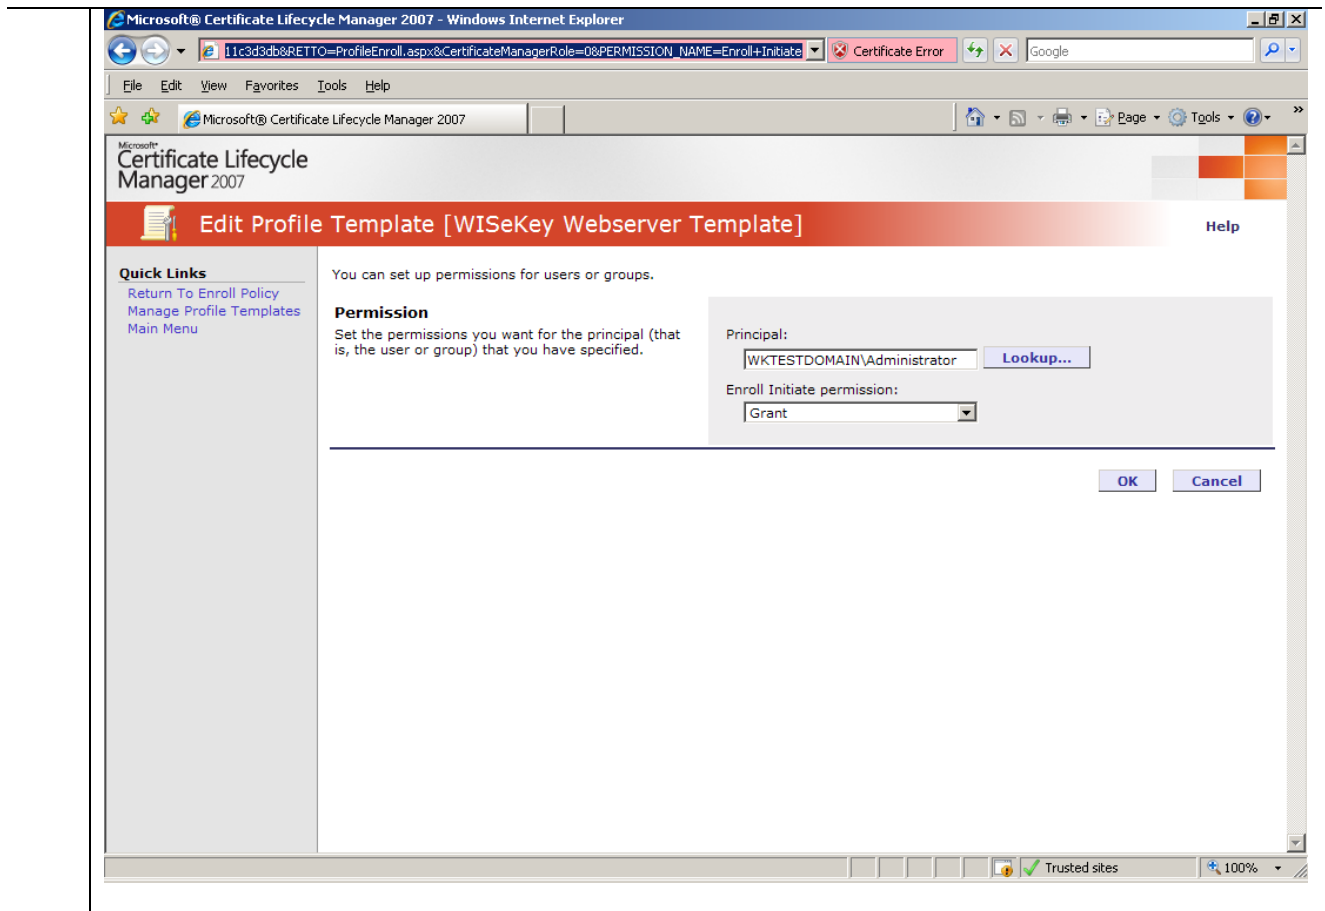 Microsoft® Certificate Lifecycle Manager 2007 - Windows Internet Explorer
11c3d3db&RETTO=ProfileEnroll.aspx&CertificateManagerRole=0&PERMISSION_NAME=Enroll+Initiate
Certificate Error
Google
File Edit View Favorites Tools Help
Microsoft® Certificate Lifecycle Manager 2007
Page Tools »
Microsoft®
Certificate Lifecycle
Manager 2007
Edit Profile Template [WISeKey Webserver Template]
Help
Quick Links
Return To Enroll Policy
Manage Profile Templates
Main Menu
You can set up permissions for users or groups.
Permission
Set the permissions you want for the principal (that
is, the user or group) that you have specified.
Principal:
WKTESTDOMAIN\Administrator
Lookup...
Enroll Initiate permission:
Grant
OK Cancel
Trusted sites
100%